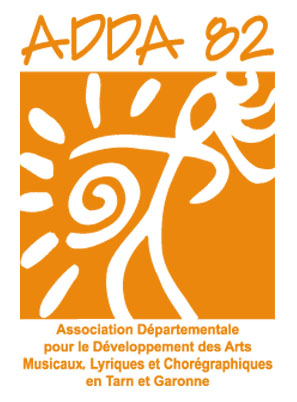 ADDA 82
Association Départementale
pour le Développement des Arts
Musicaux, Lyriques et Chorégraphiques
en Tarn et Garonne